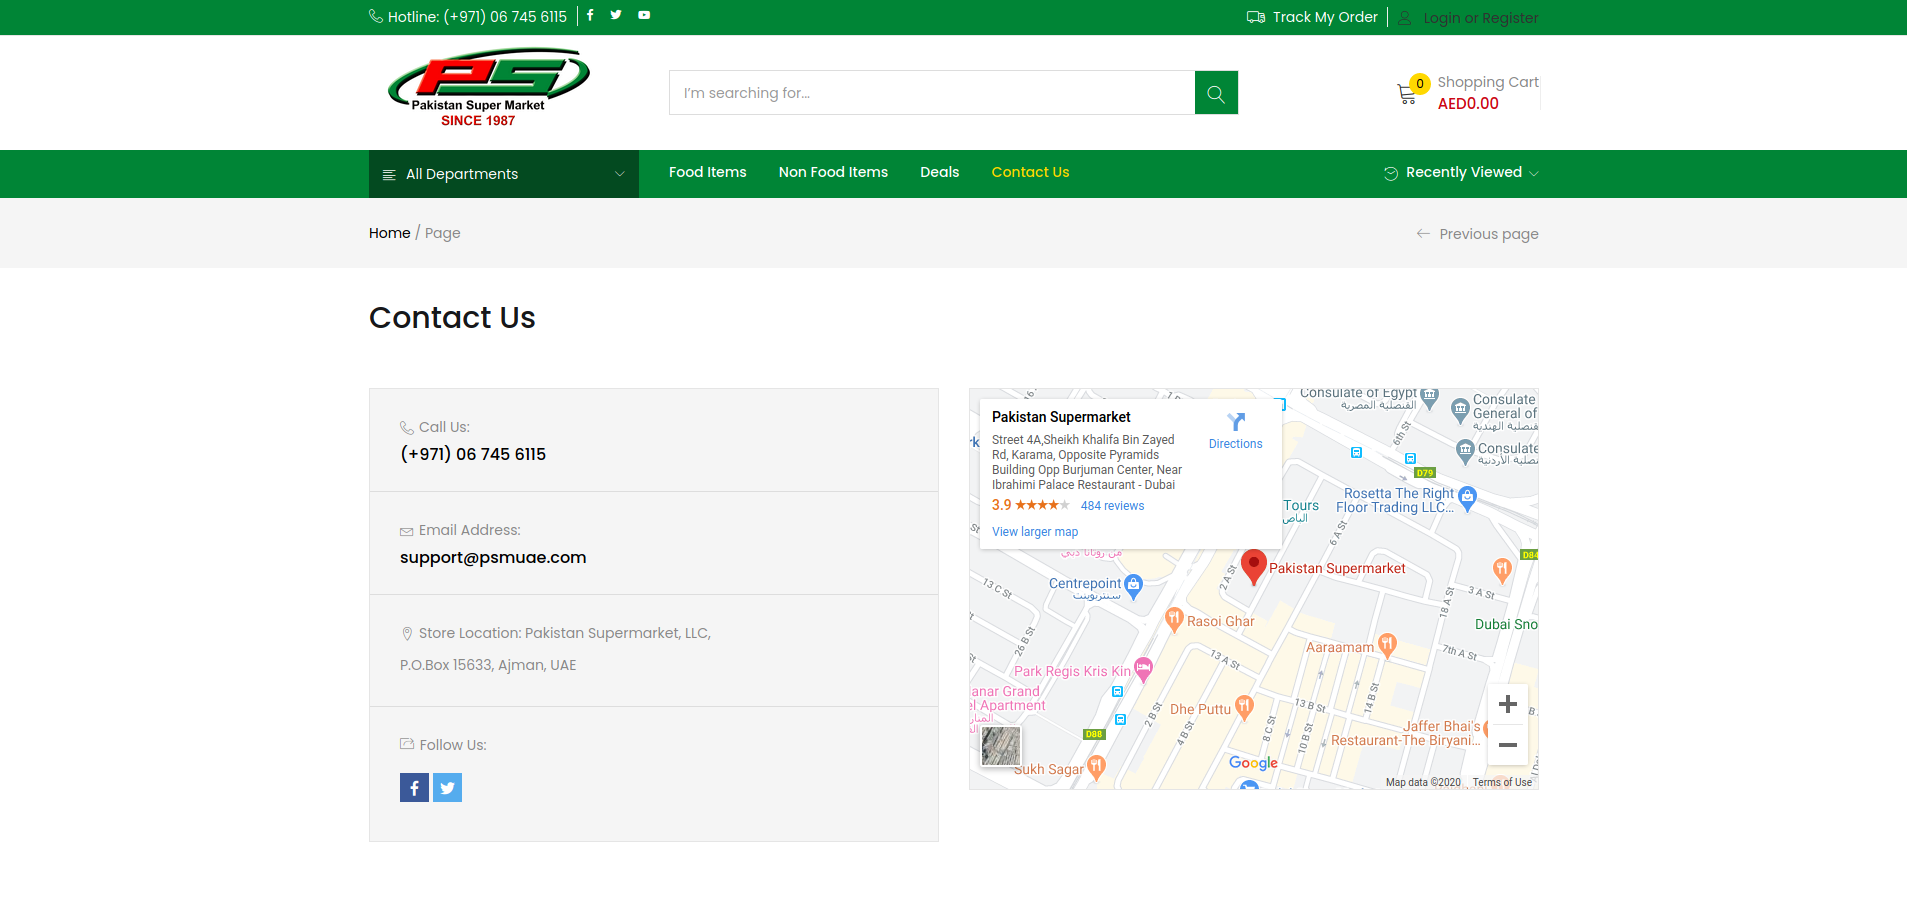 Hotline: (+971) 06 745 6115
Track My Order
Login or Register
PS
Pakistan Super Market
SINCE 1987
I'm searching for...
0
Shopping Cart
AED0.00
All Departments
Food Items
Non Food Items
Deals
Contact Us
Recently Viewed
Home / Page
Previous page
Contact Us
Call Us:
(+971) 06 745 6115
Email Address:
support@psmuae.com
Store Location: Pakistan Supermarket, LLC,
P.O.Box 15633, Ajman, UAE
Follow Us:
Pakistan Supermarket
Street 4A,Sheikh Khalifa Bin Zayed
Rd, Karama, Opposite Pyramids
Building Opp Burjuman Center, Near
Ibrahimi Palace Restaurant - Dubai
3.9
484 reviews
View larger map
Directions
Consulate of Egypt
القنصلية المصرية
Consulate
General of
قنصلية الهندية
Consulate
6th St
D79
Rosetta The Right
Floor Trading LLC...
Tours
6 A St
D84
Pakistan Supermarket
2 A St
Centrepoint
سنتربوينت
13 C St
3 A St
18 A St
Rasoi Ghar
Dubai Sno
26 B St
Aaraamam
7th A St
13 A St
Park Regis Kris Kin
anar Grand
el Apartment
2 B St
Dhe Puttu
14 B St
13 B St
8 C St
10 B St
4 B St
D88
Jaffer Bhai's
Restaurant-The Biryani...
Sukh Sagar
Google
Map data ©2020
Terms of Use